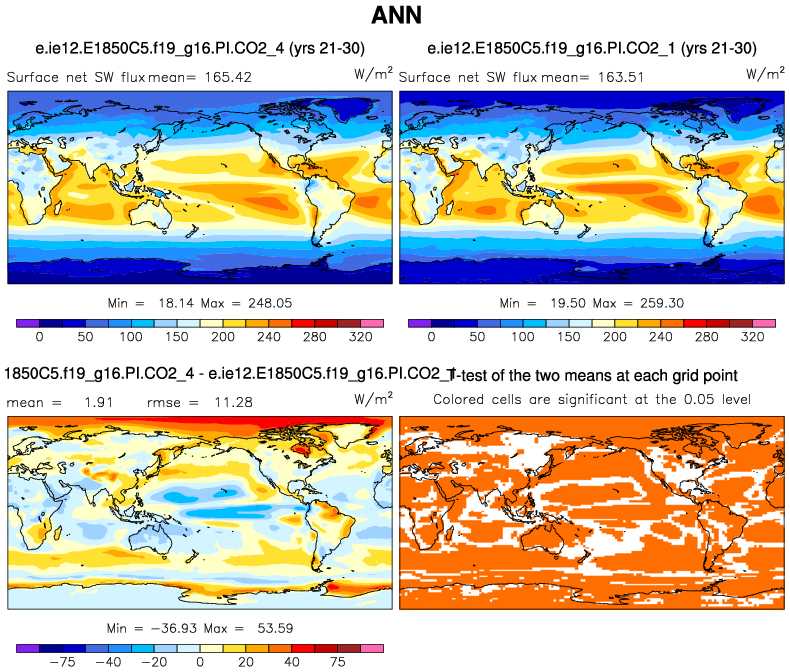 ANN
e.ie12.E1850C5.f19_g16.PI.CO2_4 (yrs 21-30)
e.ie12.E1850C5.f19_g16.PI.CO2_1 (yrs 21-30)
Surface net SW flux mean= 165.42 W/m²
Surface net SW flux mean= 163.51 W/m²
Min = 18.14 Max = 248.05
Min = 19.50 Max = 259.30
0 50 100 150 200 240 280 320
0 50 100 150 200 240 280 320
1850C5.f19_g16.PI.CO2_4 - e.ie12.E1850C5.f19_g16.PI.CO2_1
T-test of the two means at each grid point
mean = 1.91 rmse = 11.28 W/m²
Colored cells are significant at the 0.05 level
Min = -36.93 Max = 53.59
-75 -40 -20 0 20 40 75